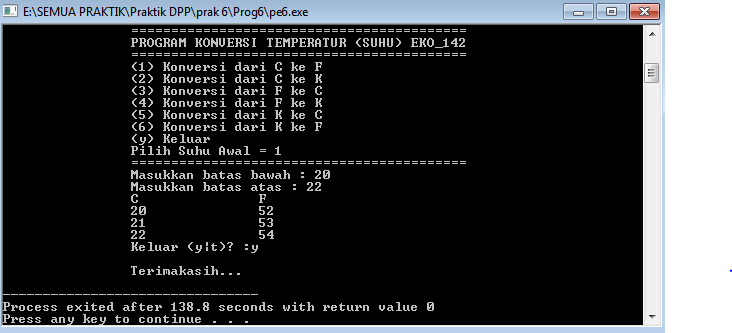 E:\SEMUA PRAKTIK\Praktik DPP\prak 6\Prog6\pe6.exe
==========================================
PROGRAM KONVERSI TEMPERATUR (SUHU) EKO_142
==========================================
(1) Konversi dari C ke F
(2) Konversi dari C ke K
(3) Konversi dari F ke C
(4) Konversi dari F ke K
(5) Konversi dari K ke C
(6) Konversi dari K ke F
(y) Keluar
Pilih Suhu Awal = 1
==========================================
Masukkan batas bawah : 20
Masukkan batas atas : 22
C F
20 52
21 53
22 54
Keluar (y¦t)? :y
Terimakasih...
--------------------------------
Process exited after 138.8 seconds with return value 0
Press any key to continue . . .